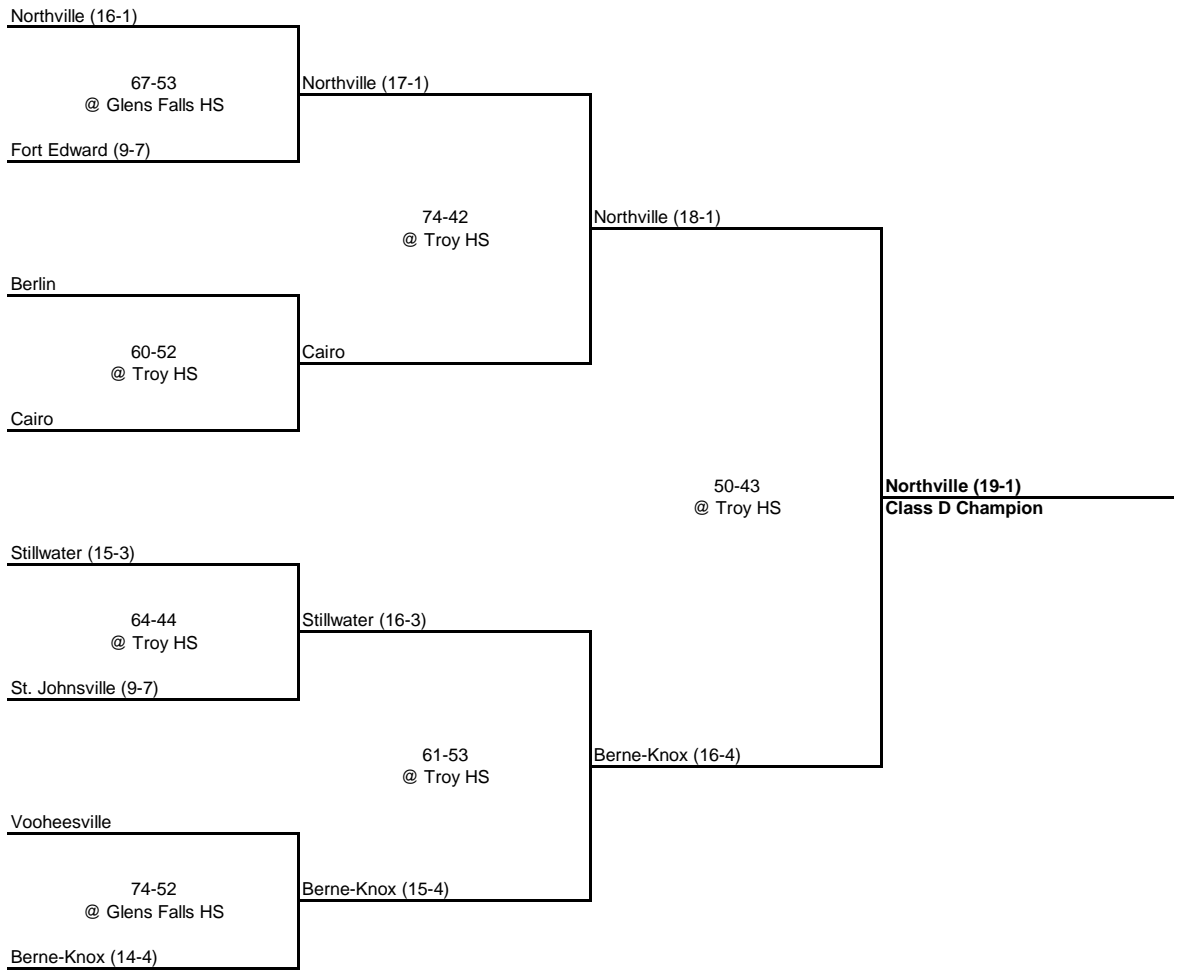 Northville (16-1)
67-53
@ Glens Falls HS
Northville (17-1)
Fort Edward (9-7)
74-42
@ Troy HS
Northville (18-1)
Berlin
60-52
@ Troy HS
Cairo
Cairo
50-43
@ Troy HS
Northville (19-1)
Class D Champion
Stillwater (15-3)
64-44
@ Troy HS
Stillwater (16-3)
St. Johnsville (9-7)
61-53
@ Troy HS
Berne-Knox (16-4)
Vooheesville
74-52
@ Glens Falls HS
Berne-Knox (15-4)
Berne-Knox (14-4)